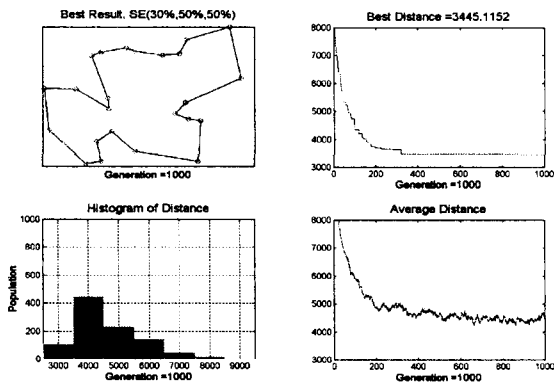 Best Result. SE(30%,50%,50%)
Generation =1000
Best Distance =3445.1152
8000
7000
6000
5000
4000
3000
0 200 400 600 800 1000
Generation =1000
Histogram of Distance
Population
1000
800
600
400
200
0
3000 4000 5000 6000 7000 8000 9000
Generation =1000
Average Distance
8000
7000
6000
5000
4000
3000
0 200 400 600 800 1000
Generation =1000